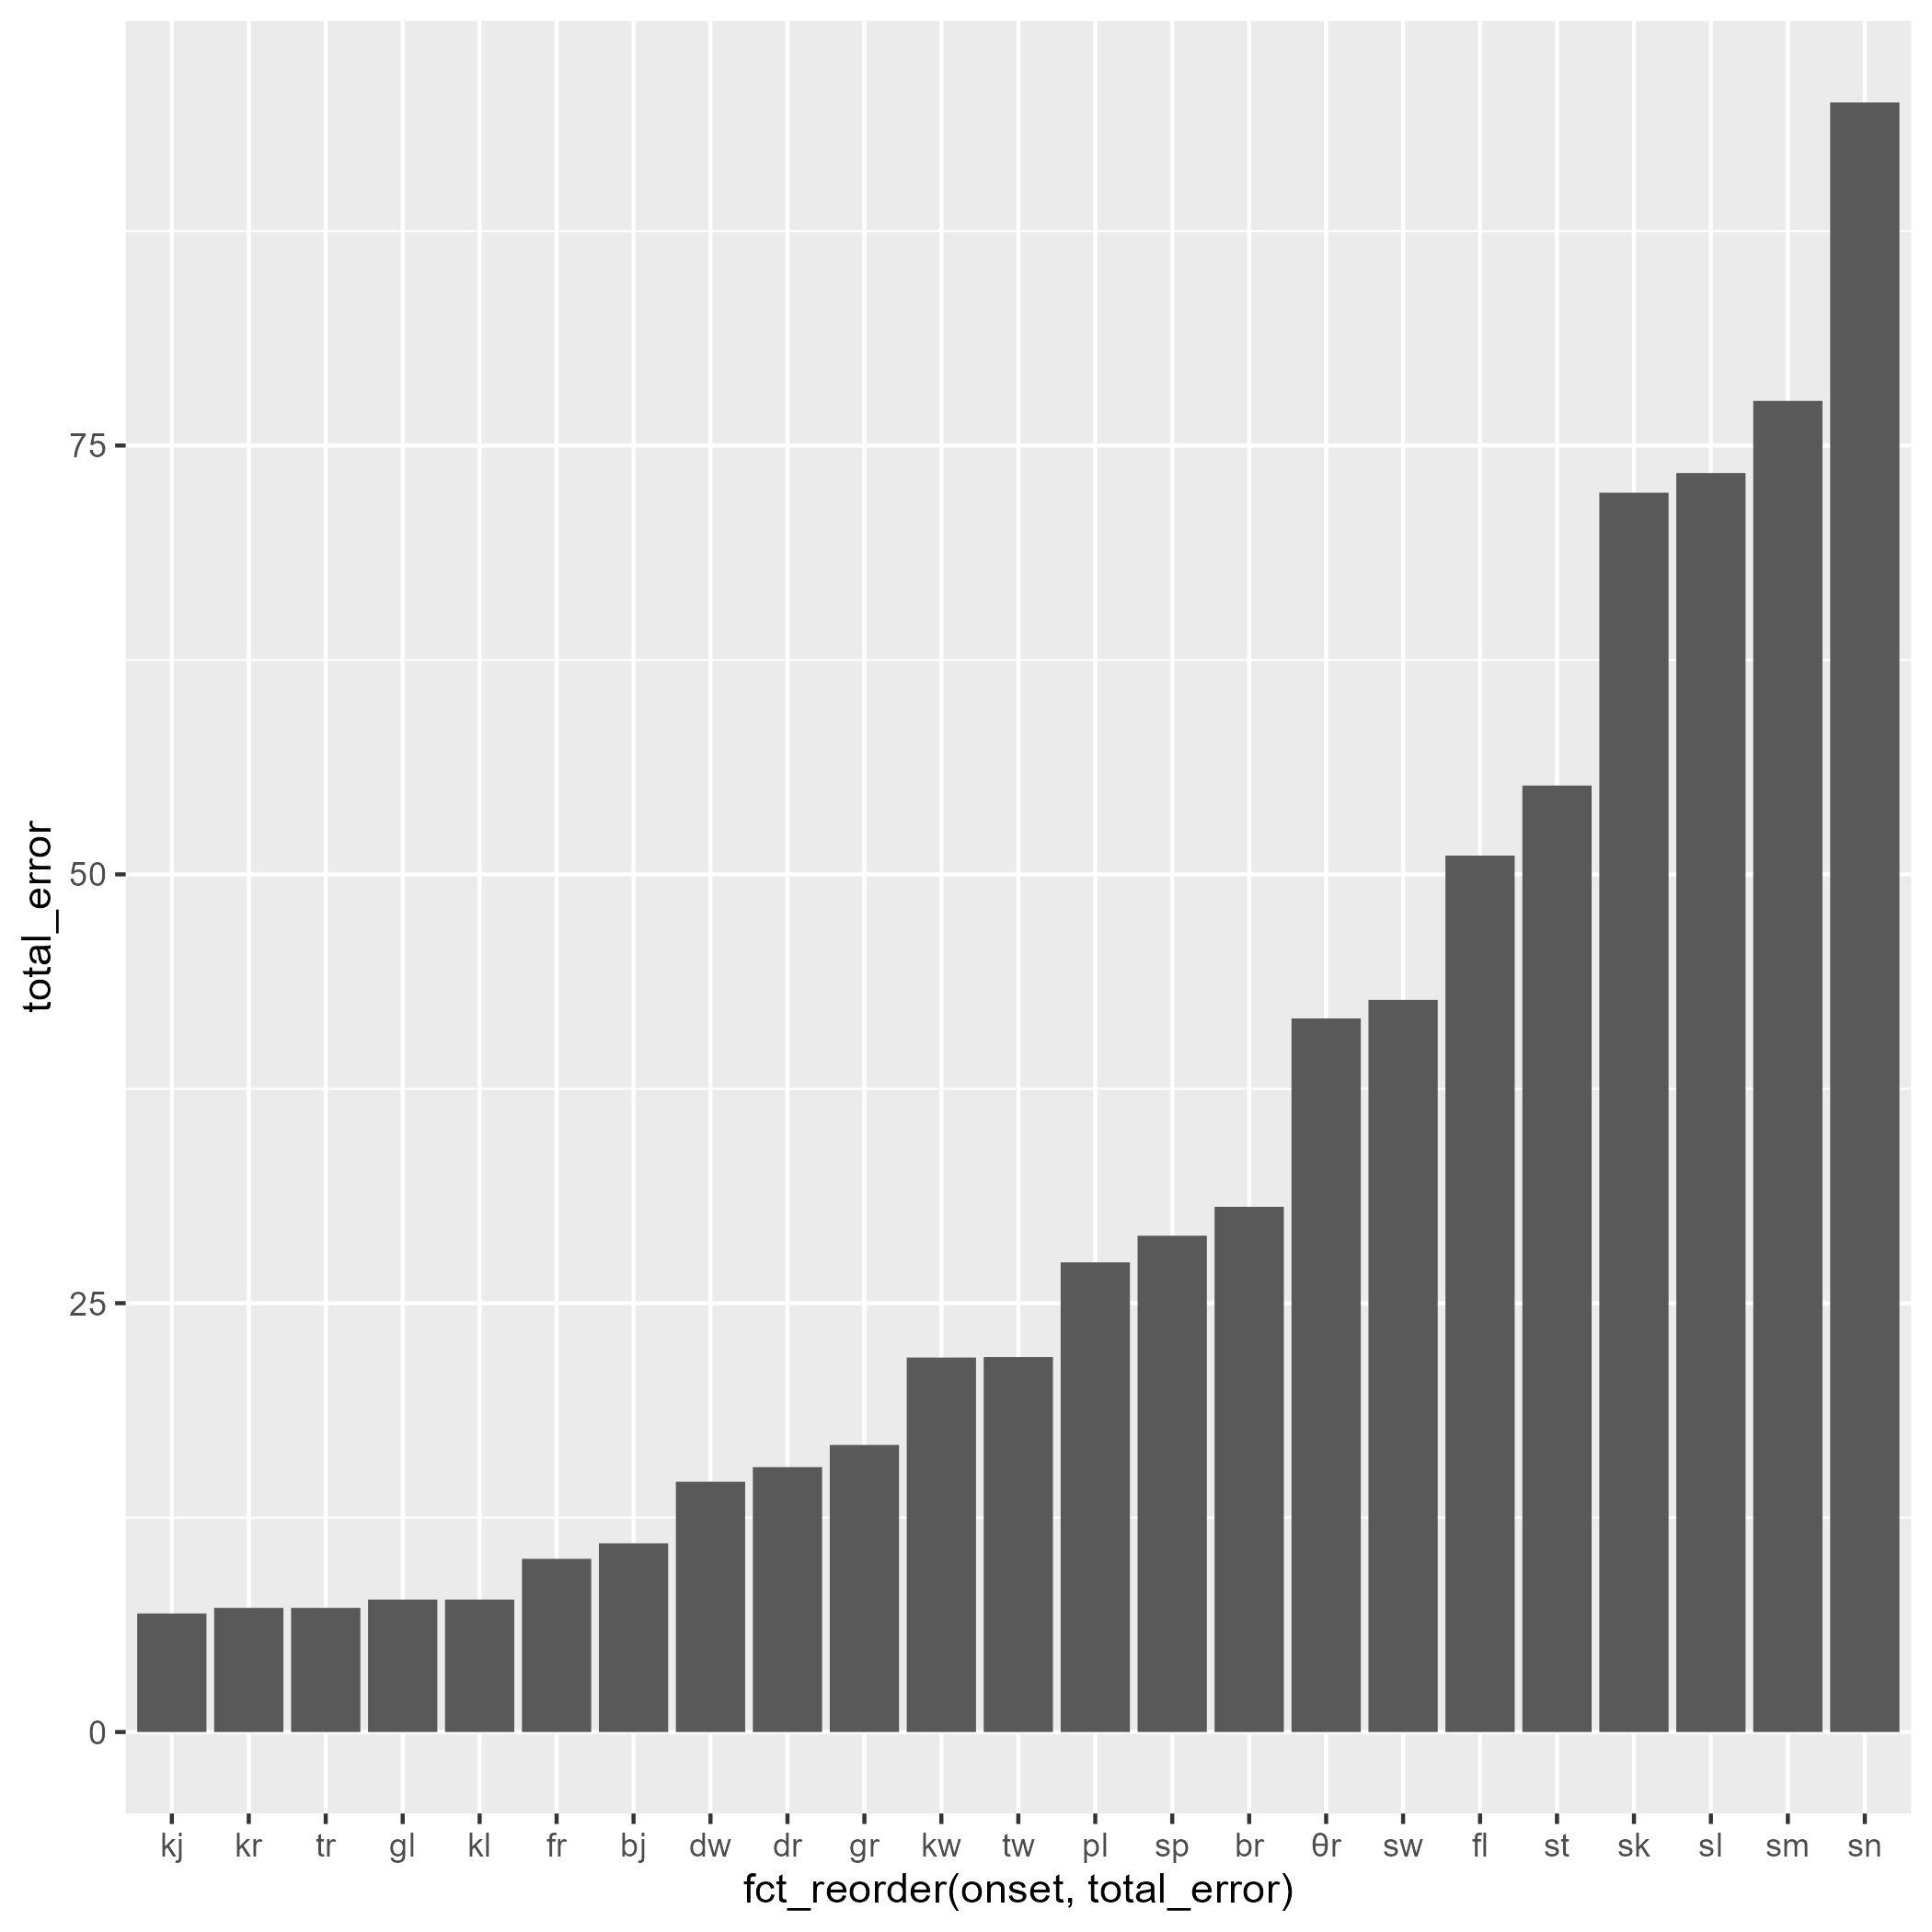 total_error
75
50
25
0
kj kr tr gl kl fr bj dw dr gr kw tw pl sp br θr sw fl st sk sl sm sn
fct_reorder(onset, total_error)